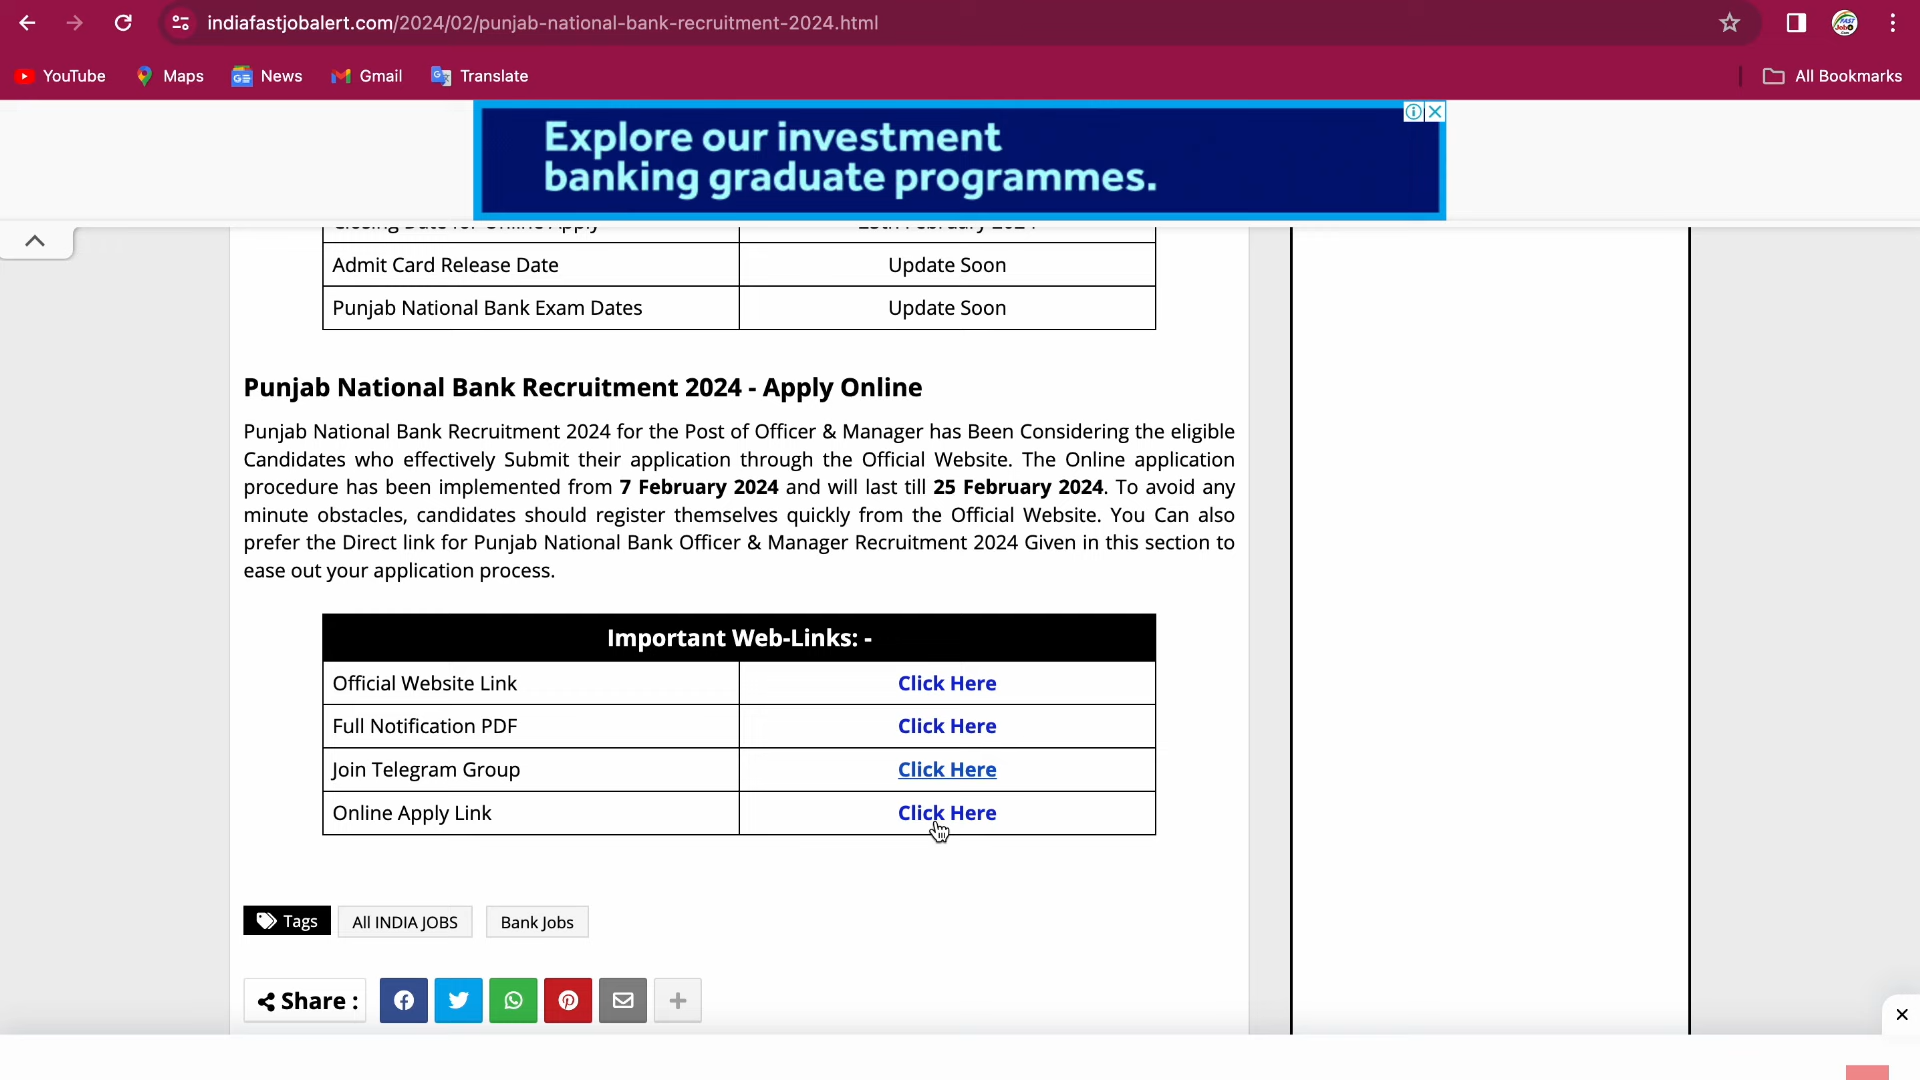 indiafastjobalert.com/2024/02/punjab-national-bank-recruitment-2024.html
YouTube Maps News Gmail Translate All Bookmarks
Explore our investment
banking graduate programmes.
Admit Card Release Date Update Soon
Punjab National Bank Exam Dates Update Soon
Punjab National Bank Recruitment 2024 - Apply Online
Punjab National Bank Recruitment 2024 for the Post of Officer & Manager has Been Considering the eligible
Candidates who effectively Submit their application through the Official Website. The Online application
procedure has been implemented from 7 February 2024 and will last till 25 February 2024. To avoid any
minute obstacles, candidates should register themselves quickly from the Official Website. You Can also
prefer the Direct link for Punjab National Bank Officer & Manager Recruitment 2024 Given in this section to
ease out your application process.
Important Web-Links: -
Official Website Link Click Here
Full Notification PDF Click Here
Join Telegram Group Click Here
Online Apply Link Click Here
Tags All INDIA JOBS Bank Jobs
Share :